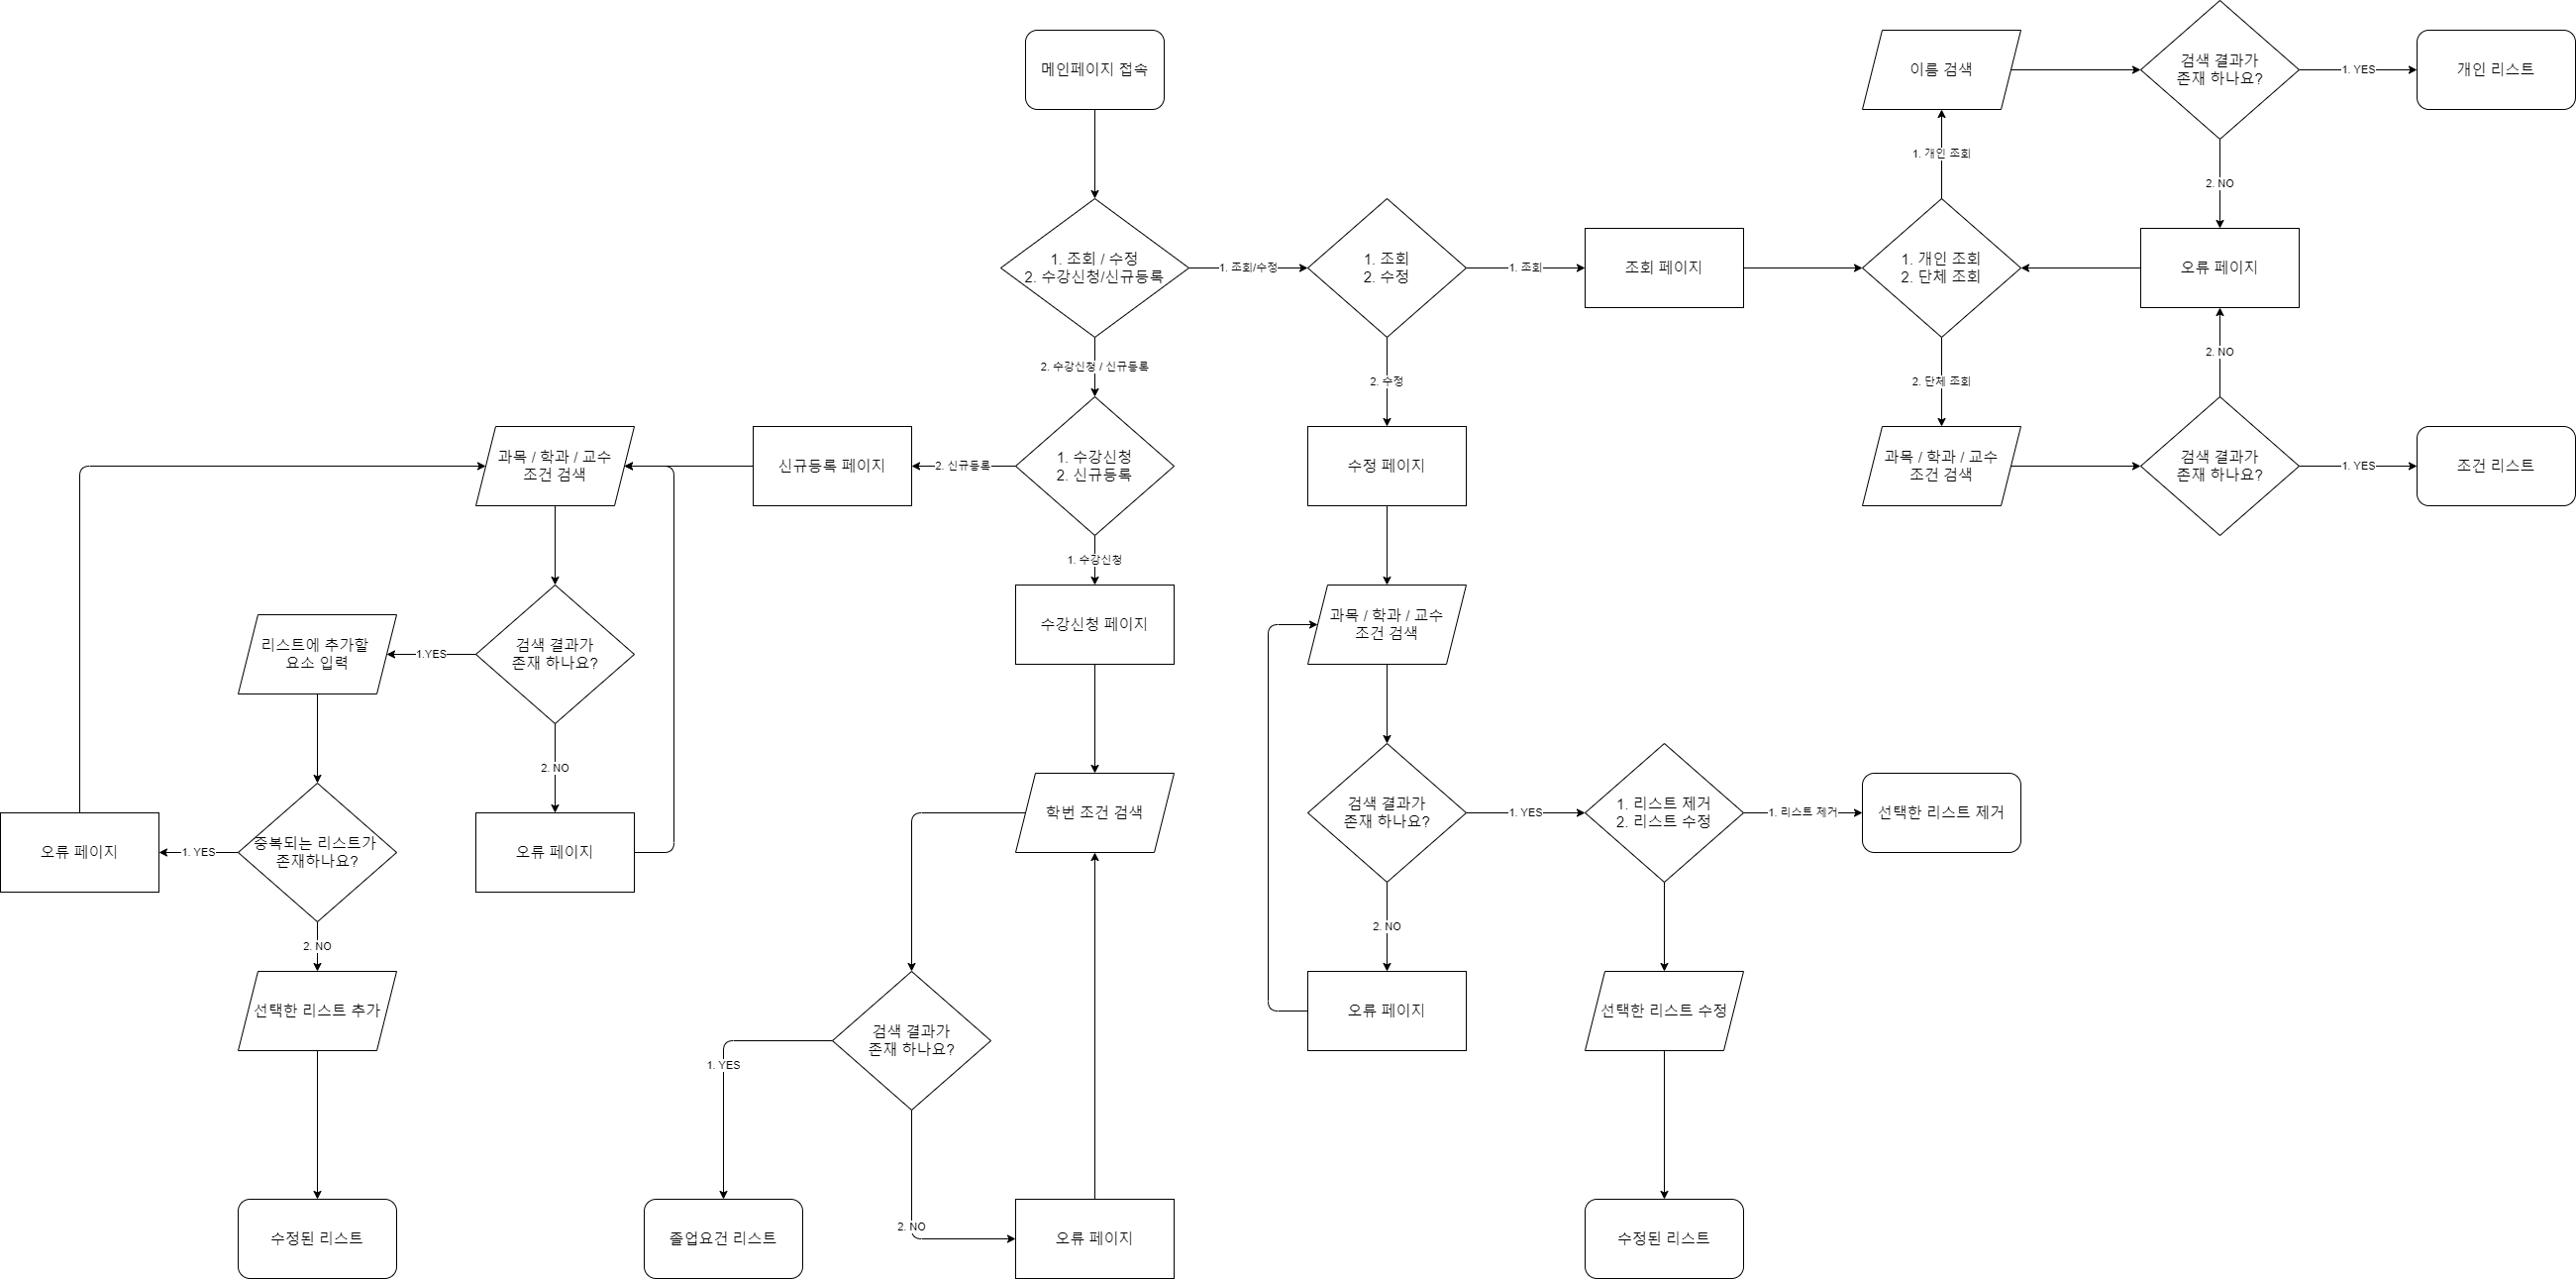 메인페이지 접속
이름 검색
검색 결과가
존재 하나요?
1. YES
개인 리스트
1. 개인 조회
2. NO
1. 조회 / 수정
2. 수강신청/신규등록
1. 조회/수정
1. 조회
2. 수정
1. 조회
조회 페이지
1. 개인 조회
2. 단체 조회
오류 페이지
2. 수강신청 / 신규등록
2. 수정
2. 단체 조회
2. NO
과목 / 학과 / 교수
조건 검색
신규등록 페이지
2. 신규등록
1. 수강신청
2. 신규등록
수정 페이지
과목 / 학과 / 교수
조건 검색
검색 결과가
존재 하나요?
1. YES
조건 리스트
1. 수강신청
수강신청 페이지
과목 / 학과 / 교수
조건 검색
리스트에 추가할
요소 입력
1.YES
검색 결과가
존재 하나요?
2. NO
학번 조건 검색
검색 결과가
존재 하나요?
1. YES
1. 리스트 제거
2. 리스트 수정
1. 리스트 제거
선택한 리스트 제거
오류 페이지
1. YES
중복되는 리스트가
존재하나요?
오류 페이지
2. NO
2. NO
선택한 리스트 추가
검색 결과가
존재 하나요?
오류 페이지
선택한 리스트 수정
1. YES
2. NO
수정된 리스트
졸업요건 리스트
오류 페이지
수정된 리스트